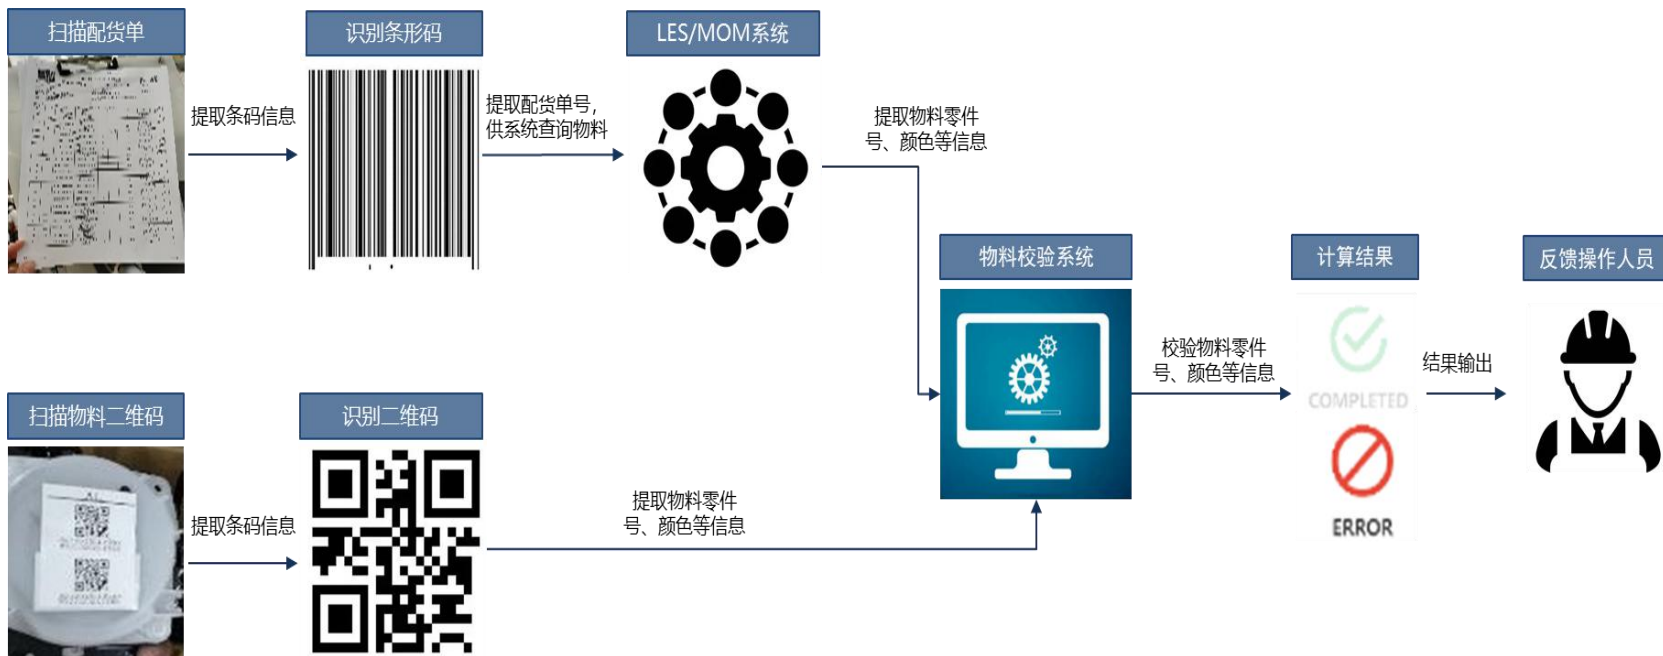 扫描配货单
识别条形码
LES/MOM系统
提取条码信息
提取配货单号，
供系统查询物料
提取物料零件
号、颜色等信息
物料校验系统
计算结果
反馈操作人员
校验物料零件
号、颜色等信息
结果输出
COMPLETED
ERROR
扫描物料二维码
识别二维码
提取条码信息
提取物料零件
号、颜色等信息